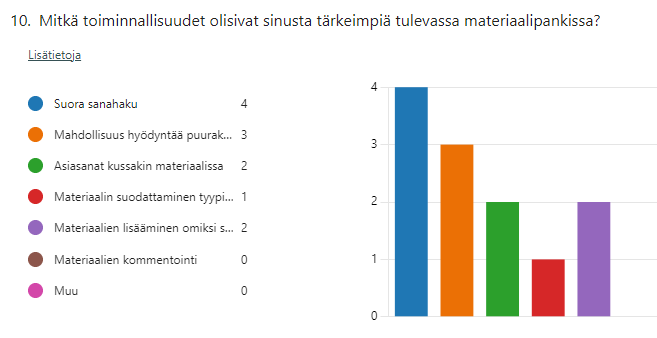 10. Mitkä toiminnallisuudet olisivat sinusta tärkeimpiä tulevassa materiaalipankissa?
Lisätietoja
Suora sanahaku 4
Mahdollisuus hyödyntää puurak... 3
Asiasanat kussakin materiaalissa 2
Materiaalin suodattaminen tyypi... 1
Materiaalien lisääminen omiksi s... 2
Materiaalien kommentointi 0
Muu 0
4
3
2
1
0